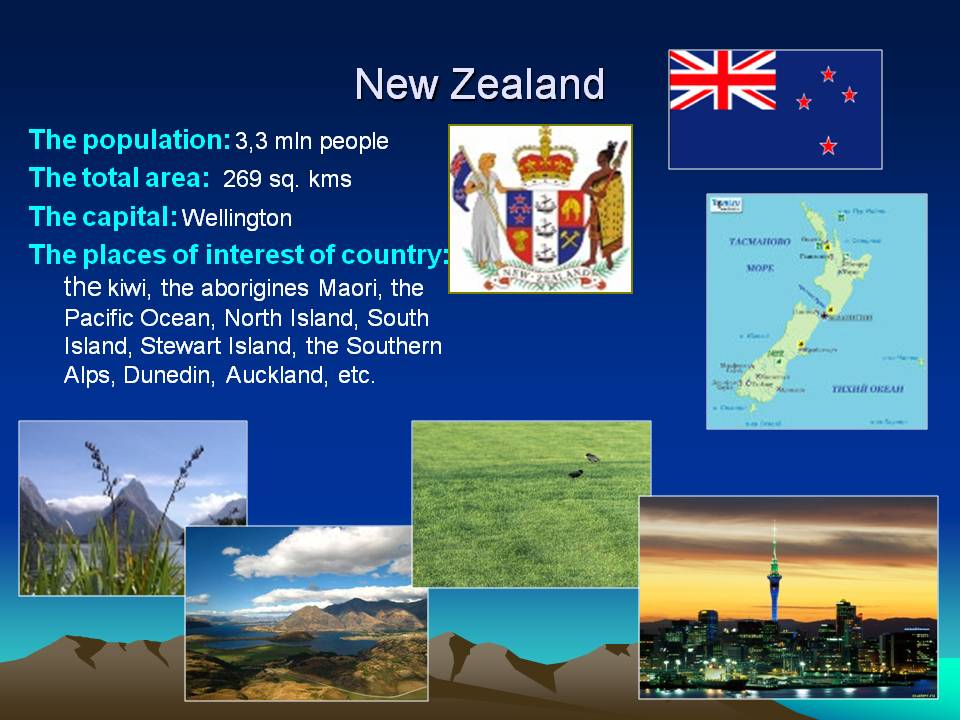 New Zealand
The population: 3,3 mln people
The total area: 269 sq. kms
The capital: Wellington
The places of interest of country:
the kiwi, the aborigines Maori, the
Pacific Ocean, North Island, South
Island, Stewart Island, the Southern
Alps, Dunedin, Auckland, etc.
NEW ZEALAND
ТАСМАНОВО
МОРЕ
ТИХИЙ ОКЕАН